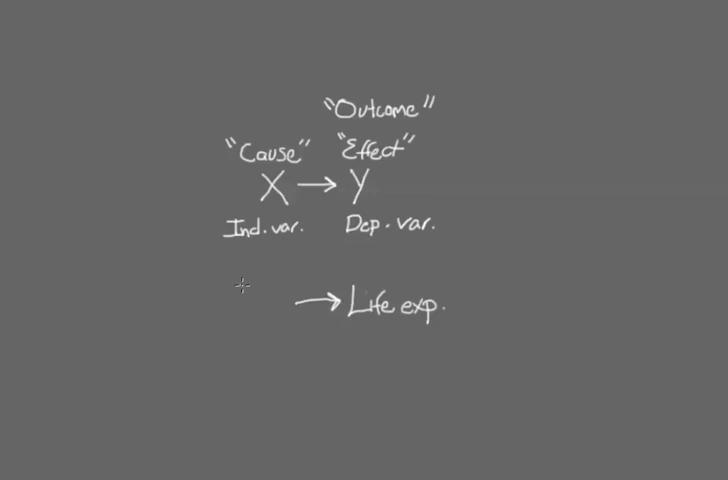 "Outcome"
"Cause" "Effect"
X → Y
Ind. var. Dep. var.
→ Life exp.